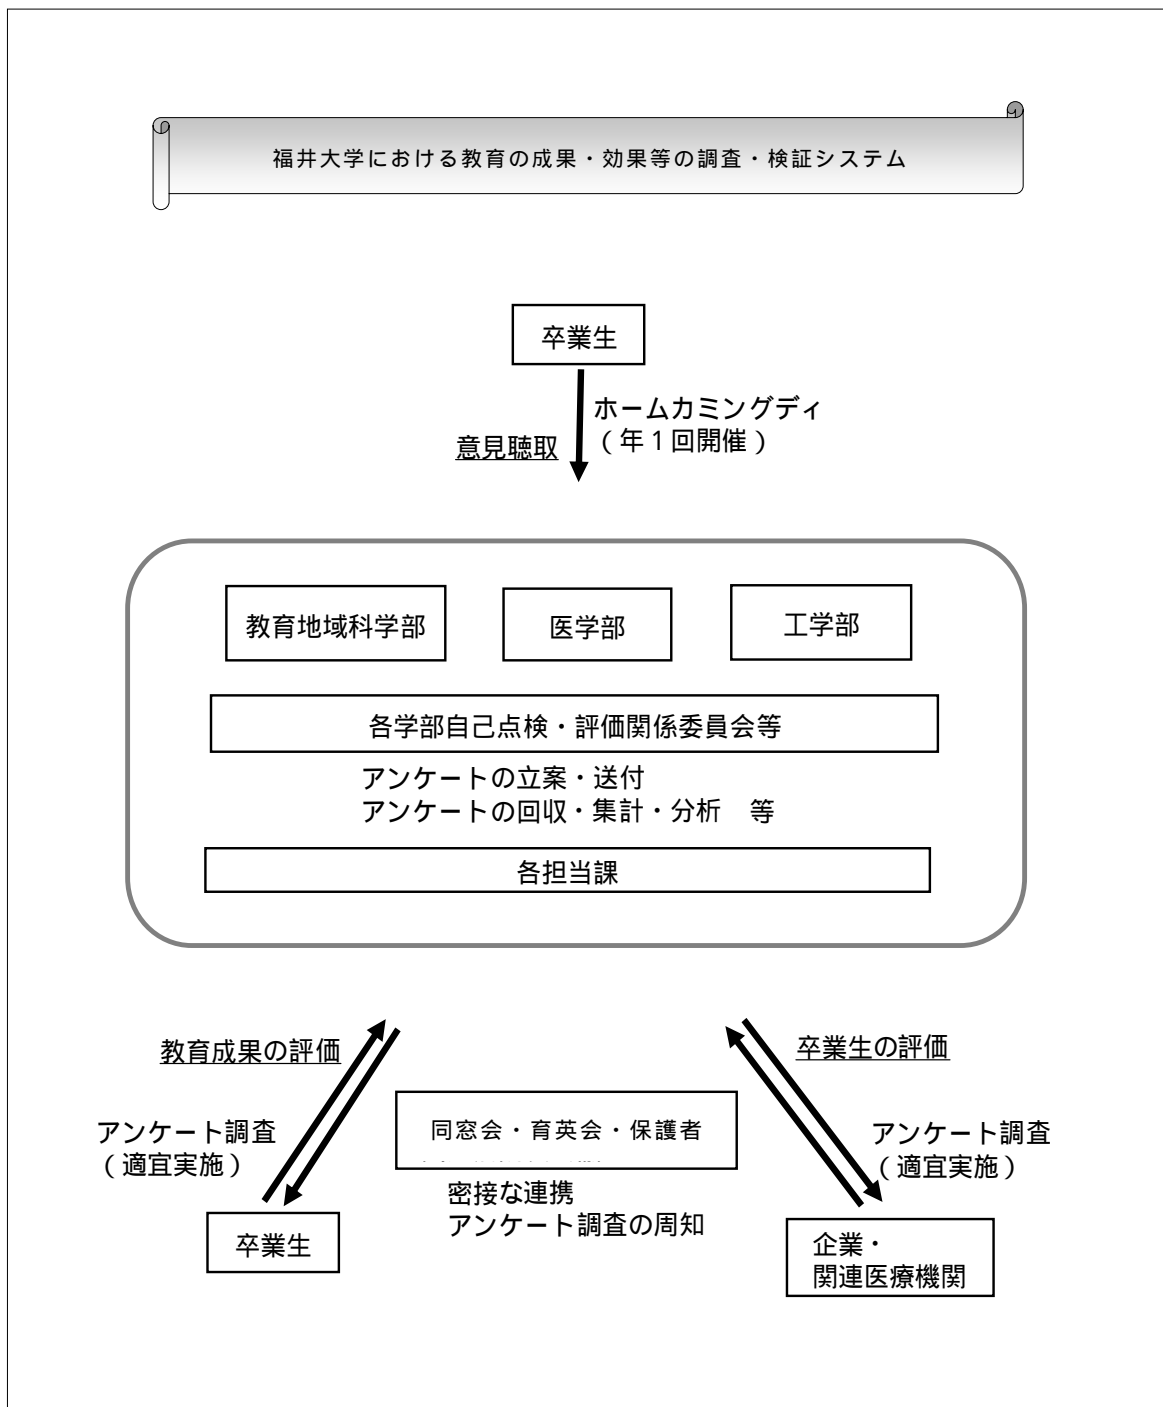 福井大学における教育の成果・効果等の調査・検証システム
卒業生
ホームカミングディ
（年１回開催）
意見聴取
教育地域科学部
医学部
工学部
各学部自己点検・評価関係委員会等
アンケートの立案・送付
アンケートの回収・集計・分析　等
各担当課
教育成果の評価
卒業生の評価
アンケート調査
（適宜実施）
同窓会・育英会・保護者
アンケート調査
（適宜実施）
密接な連携
アンケート調査の周知
卒業生
企業・
関連医療機関